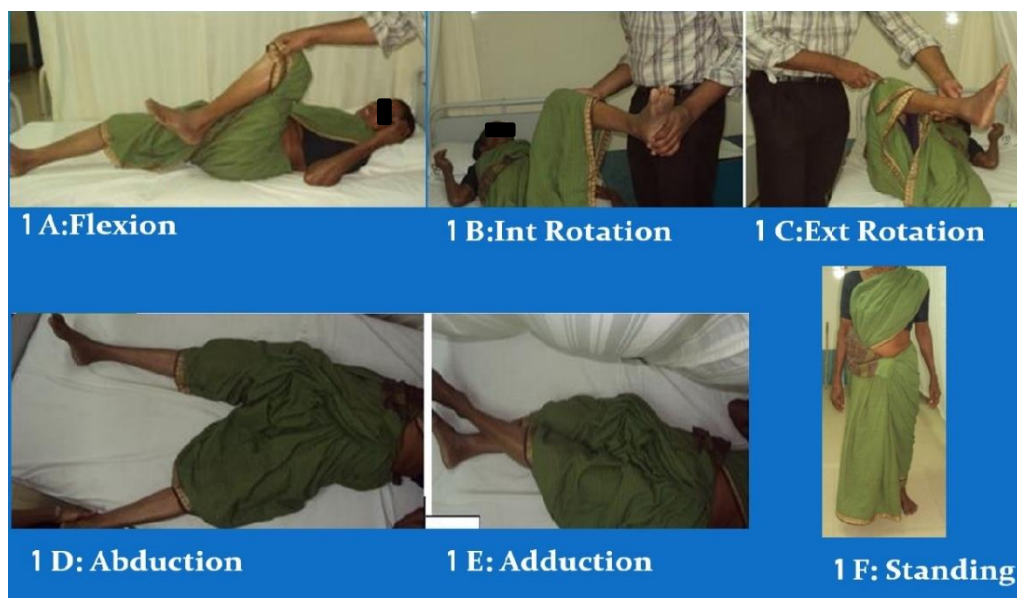 1 A:Flexion
1 B:Int Rotation
1 C:Ext Rotation
1 D: Abduction
1 E: Adduction
1 F: Standing